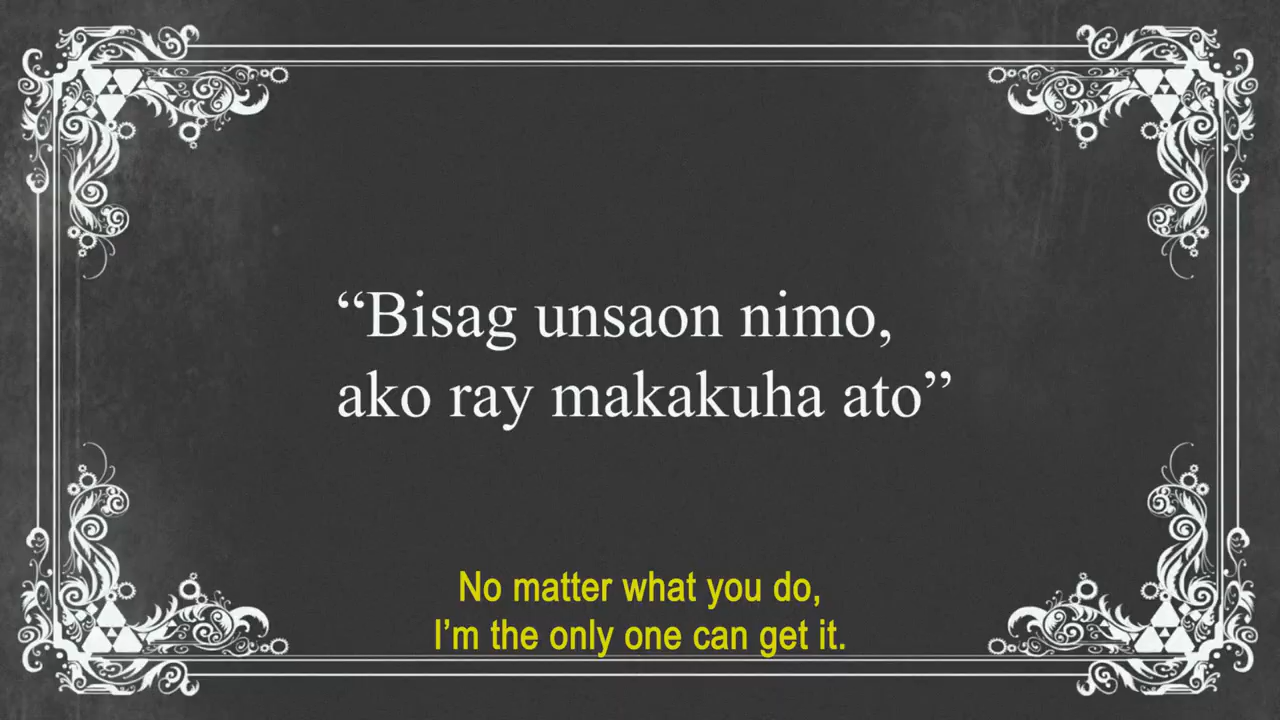 “Bisag unsaon nimo,
ako ray makakuha ato”
No matter what you do,
I’m the only one can get it.